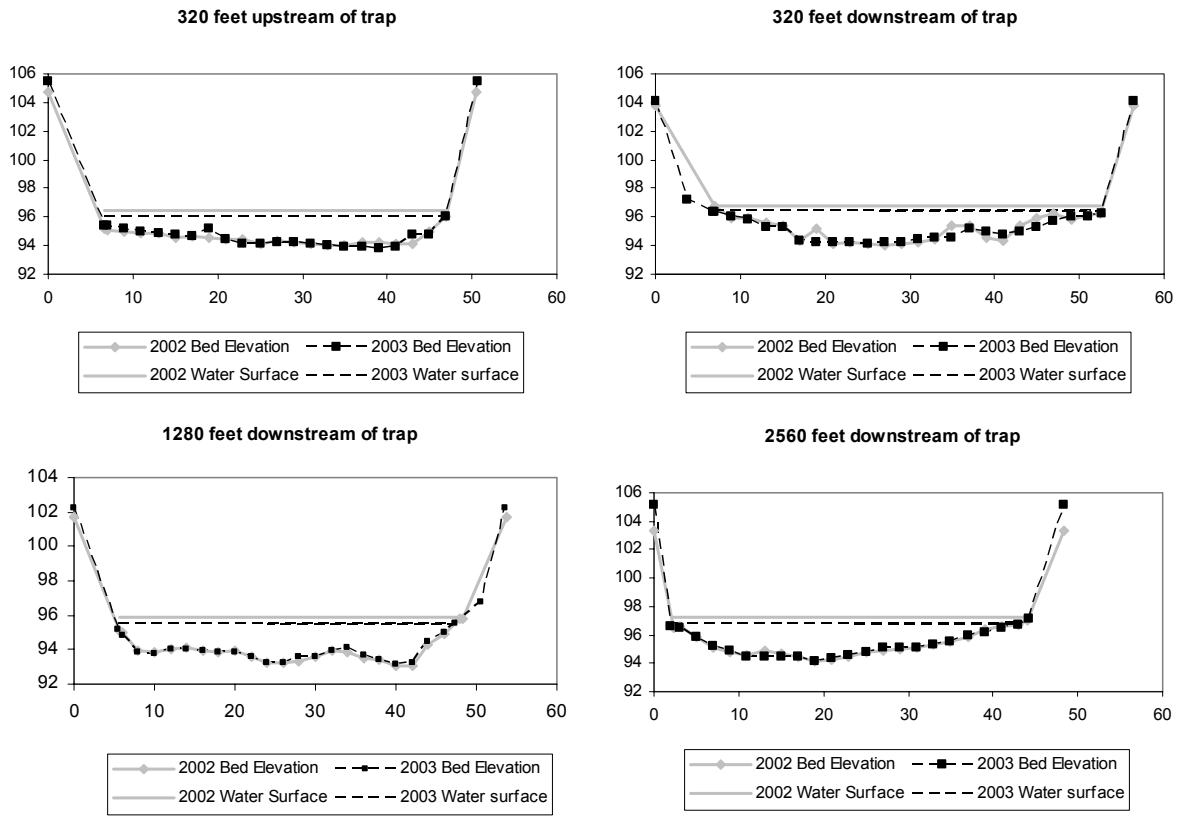 320 feet upstream of trap
106
104
102
100
98
96
94
92
0 10 20 30 40 50 60
2002 Bed Elevation 2003 Bed Elevation
2002 Water Surface 2003 Water surface
320 feet downstream of trap
106
104
102
100
98
96
94
92
0 10 20 30 40 50 60
2002 Bed Elevation 2003 Bed Elevation
2002 Water Surface 2003 Water surface
1280 feet downstream of trap
104
102
100
98
96
94
92
0 10 20 30 40 50 60
2002 Bed Elevation 2003 Bed Elevation
2002 Water Surface 2003 Water surface
2560 feet downstream of trap
106
104
102
100
98
96
94
92
0 10 20 30 40 50 60
2002 Bed Elevation 2003 Bed Elevation
2002 Water Surface 2003 Water surface